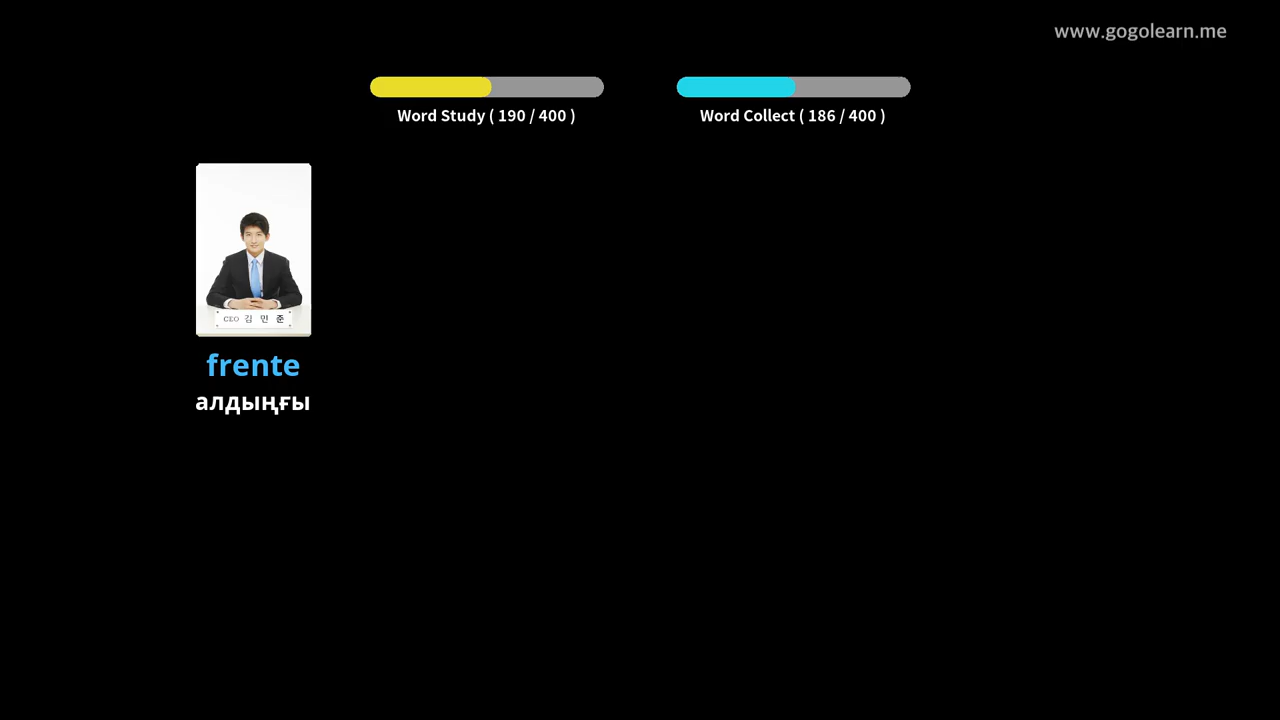 www.gogolearn.me
Word Study ( 190 / 400 )
Word Collect ( 186 / 400 )
CEO 김 민 준
frente
алдыңғы